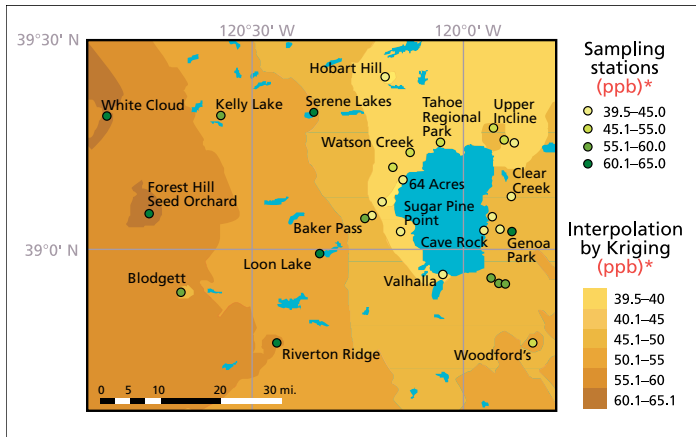 120°30' W
120°00' W
39°30' N
Hobart Hill
White Cloud
Kelly Lake
Serene Lakes
Tahoe
Regional
Park
Upper
Incline
Watson Creek
64 Acres
Clear
Creek
Forest Hill
Seed Orchard
Sugar Pine
Point
Baker Pass
Cave Rock
Genoa
Park
39°0' N
Loon Lake
Blodgett
Valhalla
Riverton Ridge
Woodford's
0 5 10 20 30 mi.
Sampling
stations
(ppb)*
39.5–45.0
45.1–55.0
55.1–60.0
60.1–65.0
Interpolation
by Kriging
(ppb)*
39.5–40
40.1–45
45.1–50
50.1–55
55.1–60
60.1–65.1